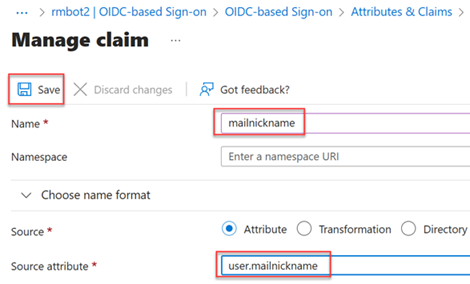 ... > rmbot2 | OIDC-based Sign-on > OIDC-based Sign-on > Attributes & Claims >
Manage claim ...
Save Discard changes Got feedback?
Name * mailnickname
Namespace Enter a namespace URI
Choose name format
Source * Attribute Transformation Directory
Source attribute * user.mailnickname